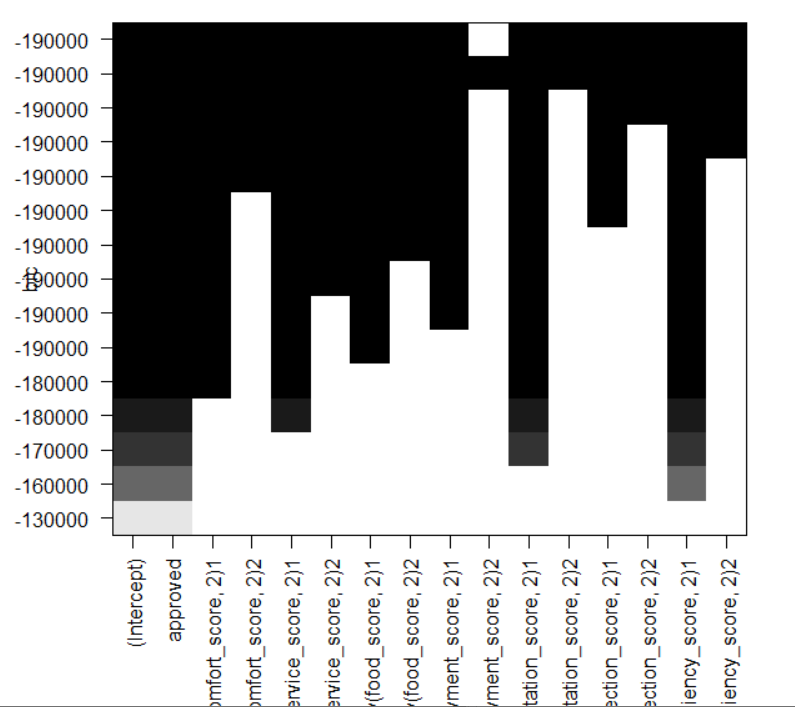 -190000
-190000
-190000
-190000
-190000
-190000
-190000
-190000
-190000
-190000
-180000
-180000
-170000
-160000
-130000
bic
(Intercept)
approved
omfort_score, 2)1
omfort_score, 2)2
ervice_score, 2)1
ervice_score, 2)2
y(food_score, 2)1
y(food_score, 2)2
yment_score, 2)1
yment_score, 2)2
tation_score, 2)1
tation_score, 2)2
ection_score, 2)1
ection_score, 2)2
iency_score, 2)1
iency_score, 2)2